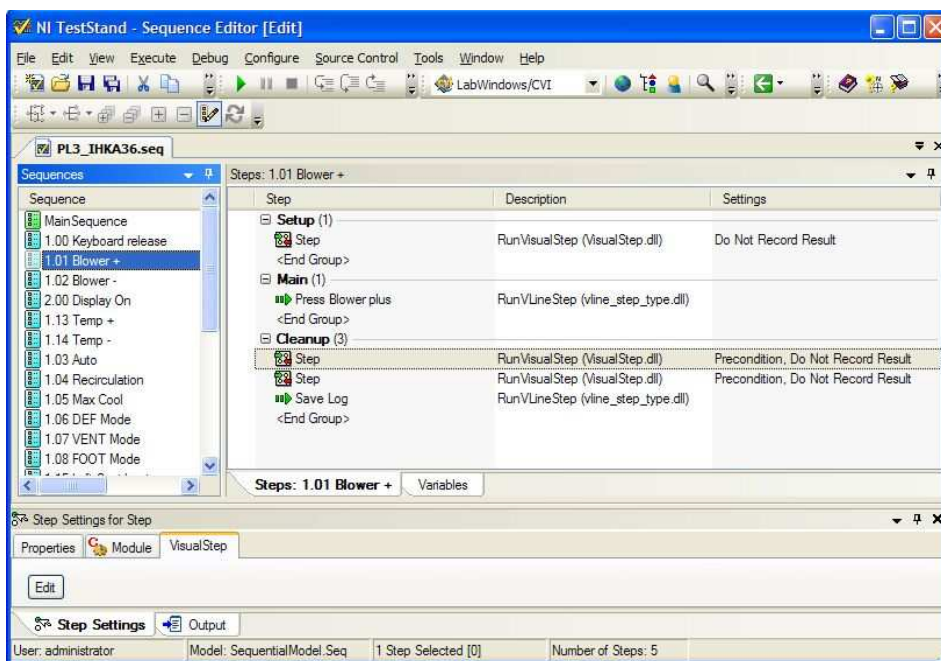 NI TestStand - Sequence Editor [Edit]
File Edit View Execute Debug Configure Source Control Tools Window Help
LabWindows/CVI
PL3_IHKA36.seq
Sequences
Sequence
MainSequence
1.00 Keyboard release
1.01 Blower +
1.02 Blower -
2.00 Display On
1.13 Temp +
1.14 Temp -
1.03 Auto
1.04 Recirculation
1.05 Max Cool
1.06 DEF Mode
1.07 VENT Mode
1.08 FOOT Mode
Steps: 1.01 Blower +
Step Description Settings
Setup (1)
Step RunVisualStep (VisualStep.dll) Do Not Record Result
<End Group>
Main (1)
Press Blower plus RunVLineStep (vline_step_type.dll)
<End Group>
Cleanup (3)
Step RunVisualStep (VisualStep.dll) Precondition, Do Not Record Result
Step RunVisualStep (VisualStep.dll) Precondition, Do Not Record Result
Save Log RunVLineStep (vline_step_type.dll)
<End Group>
Steps: 1.01 Blower + Variables
Step Settings for Step
Properties Module VisualStep
Edit
Step Settings Output
User: administrator Model: SequentialModel.Seq 1 Step Selected [0] Number of Steps: 5